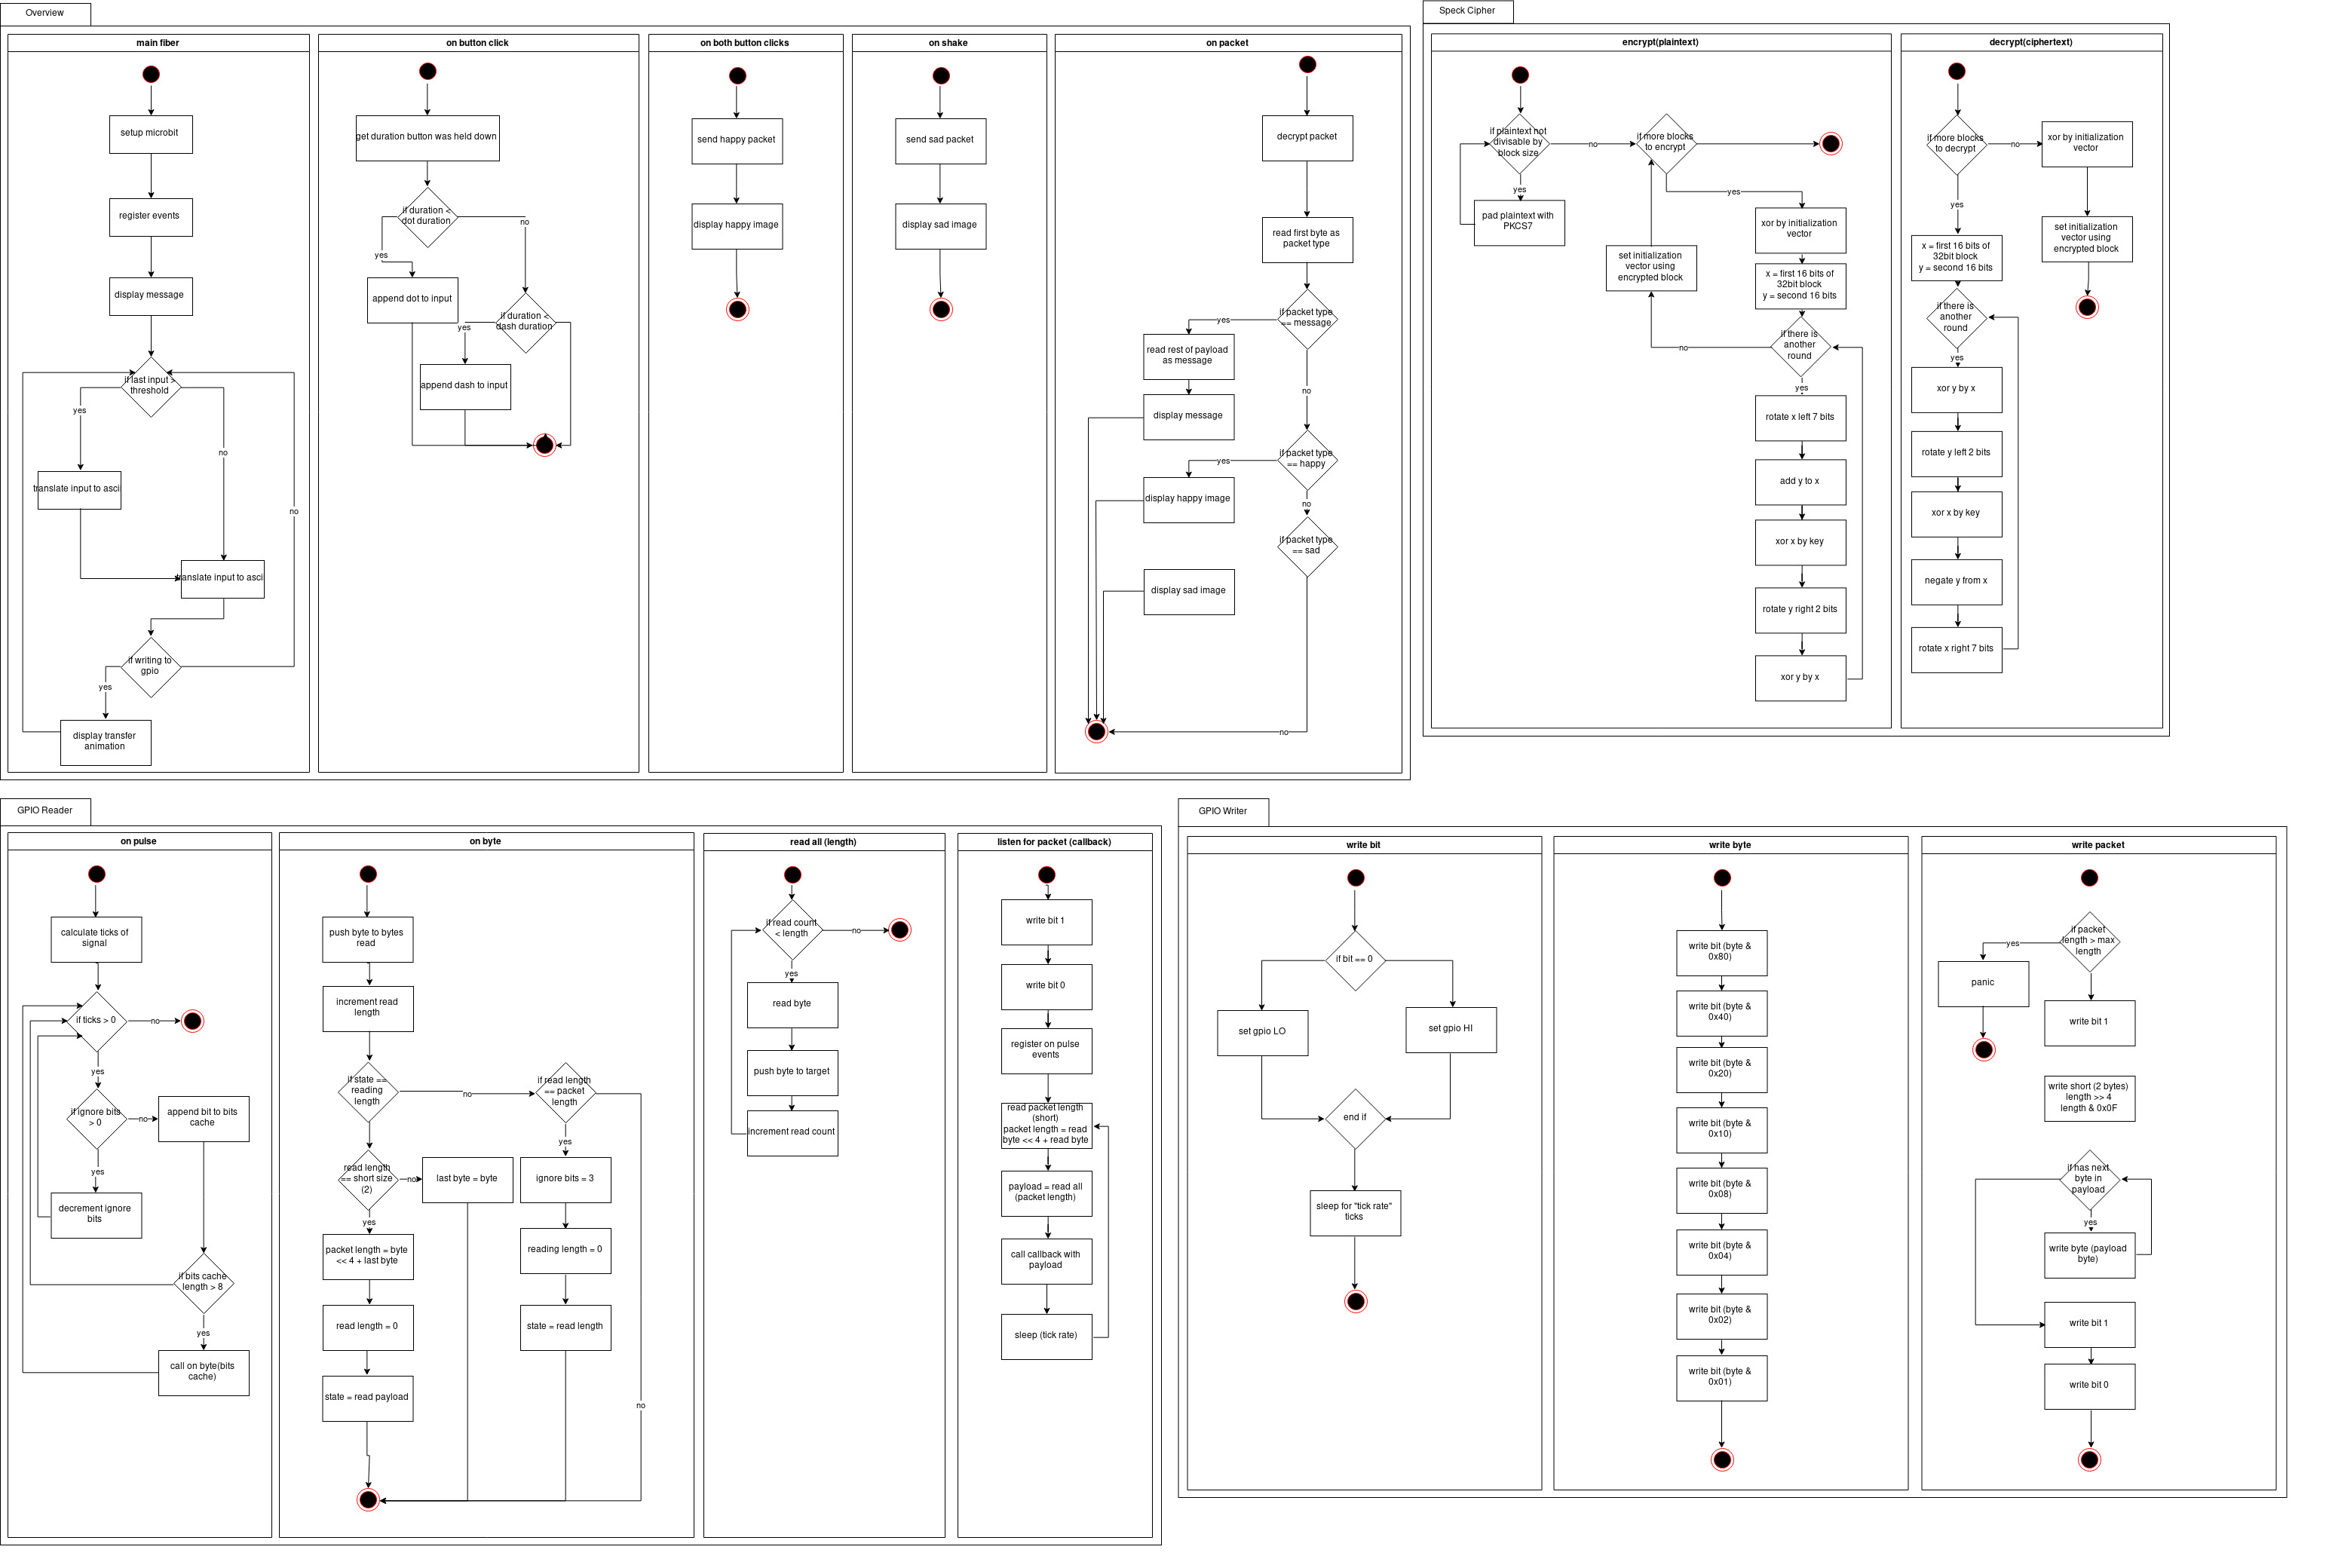 Overview
main fiber
setup microbit
register events
display message
if last input >
threshold
yes
no
translate input to asci
translate input to asci
no
if writing to
gpio
yes
display transfer
animation
on button click
get duration button was held down
if duration <
dot duration
yes
no
append dot to input
if duration <
dash duration
yes
append dash to input
on both button clicks
send happy packet
display happy image
on shake
send sad packet
display sad image
on packet
decrypt packet
read first byte as
packet type
if packet type
== message
yes
read rest of payload
as message
display message
no
if packet type
== happy
yes
display happy image
no
if packet type
== sad
display sad image
no
Speck Cipher
encrypt(plaintext)
if plaintext not
divisable by
block size
no
yes
pad plaintext with
PKCS7
if more blocks
to encrypt
yes
xor by initialization
vector
set initialization
vector using
encrypted block
x = first 16 bits of
32bit block
y = second 16 bits
if there is
another
round
no
yes
rotate x left 7 bits
add y to x
xor x by key
rotate y right 2 bits
xor y by x
decrypt(ciphertext)
if more blocks
to decrypt
no
xor by initialization
vector
yes
set initialization
vector using
encrypted block
x = first 16 bits of
32bit block
y = second 16 bits
if there is
another
round
yes
xor y by x
rotate y left 2 bits
xor x by key
negate y from x
rotate x right 7 bits
GPIO Reader
on pulse
calculate ticks of
signal
if ticks > 0
no
yes
if ignore bits
> 0
no
append bit to bits
cache
yes
decrement ignore
bits
if bits cache
length > 8
yes
call on byte(bits
cache)
on byte
push byte to bytes
read
increment read
length
if state ==
reading
length
no
if read length
== packet
length
yes
read length
== short size
(2)
no
last byte = byte
ignore bits = 3
yes
packet length = byte
<< 4 + last byte
reading length = 0
read length = 0
state = read length
state = read payload
no
read all (length)
if read count
< length
no
yes
read byte
push byte to target
increment read count
listen for packet (callback)
write bit 1
write bit 0
register on pulse
events
read packet length
(short)
packet length = read
byte << 4 + read byte
payload = read all
(packet length)
call callback with
payload
sleep (tick rate)
GPIO Writer
write bit
if bit == 0
set gpio LO
set gpio HI
end if
sleep for "tick rate"
ticks
write byte
write bit (byte &
0x80)
write bit (byte &
0x40)
write bit (byte &
0x20)
write bit (byte &
0x10)
write bit (byte &
0x08)
write bit (byte &
0x04)
write bit (byte &
0x02)
write bit (byte &
0x01)
write packet
if packet
length > max
length
yes
panic
write bit 1
write short (2 bytes)
length >> 4
length & 0x0F
if has next
byte in
payload
yes
write byte (payload
byte)
write bit 1
write bit 0